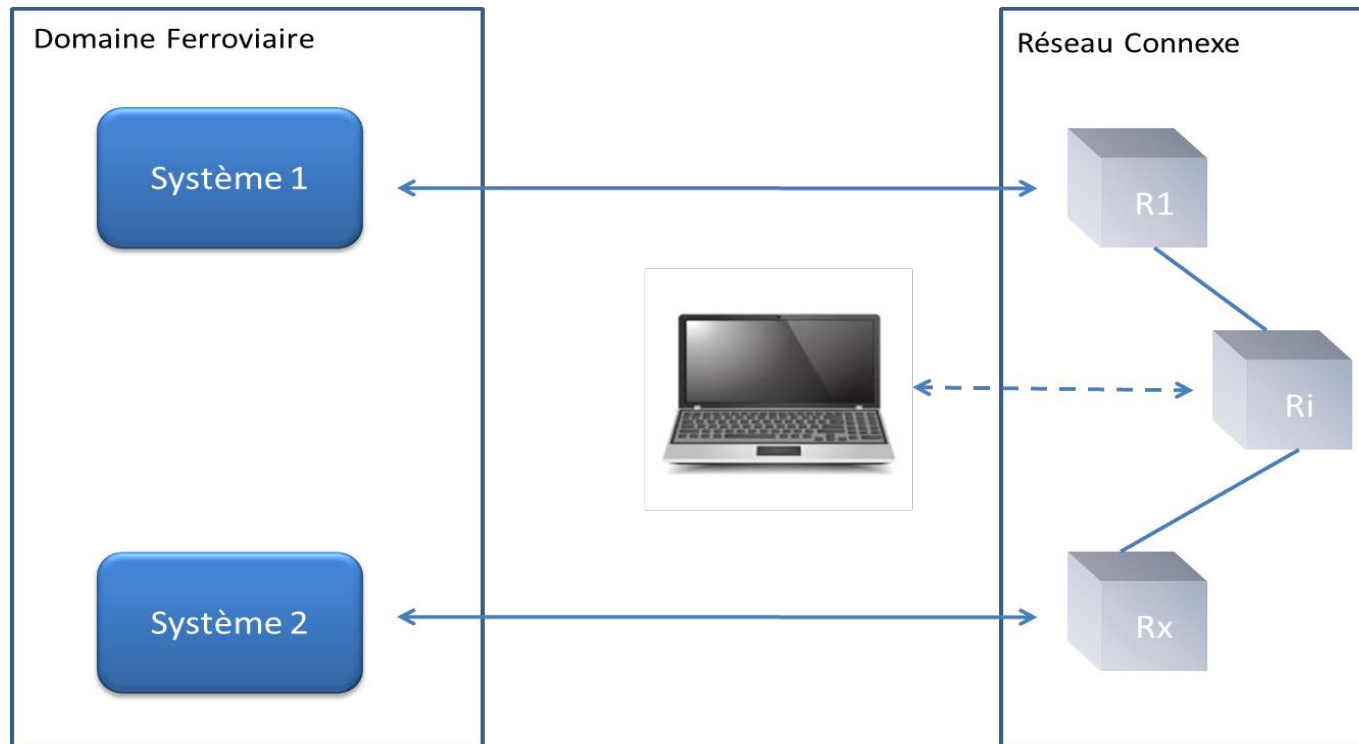 Domaine Ferroviaire
Réseau Connexe
Système 1
R1
Ri
Système 2
Rx